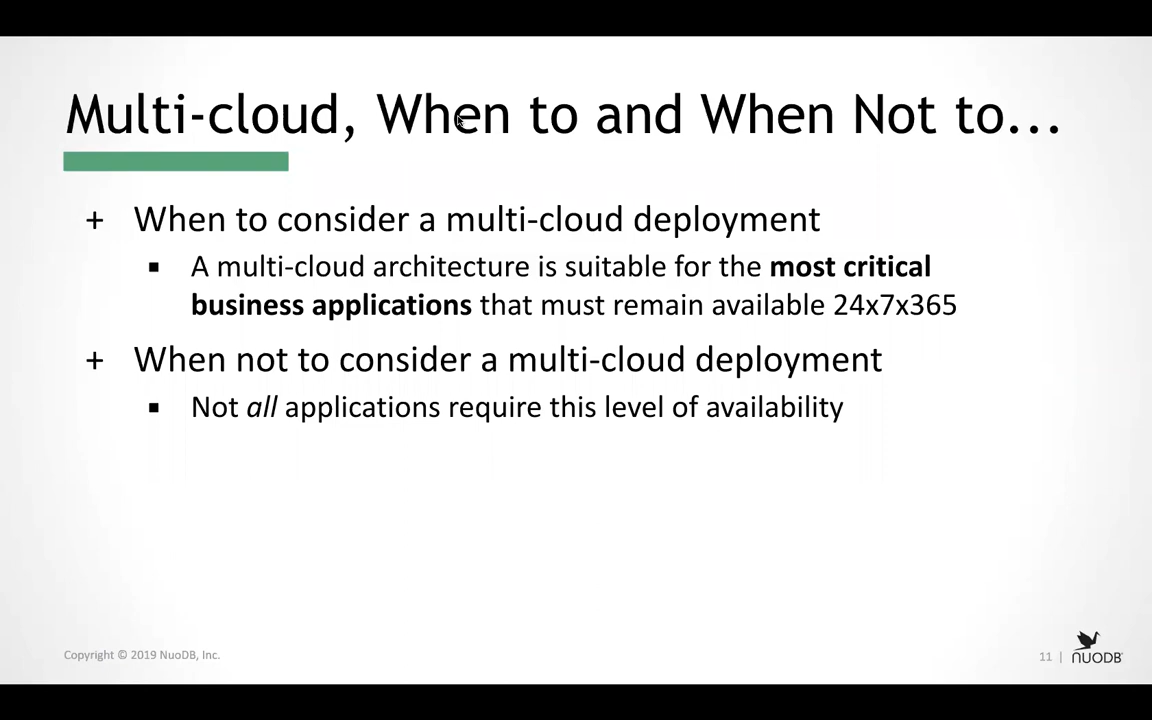 Multi-cloud, When to and When Not to...
+ When to consider a multi-cloud deployment
▪ A multi-cloud architecture is suitable for the most critical
business applications that must remain available 24x7x365
+ When not to consider a multi-cloud deployment
▪ Not all applications require this level of availability
Copyright © 2019 NuoDB, Inc.
11 | NUODB